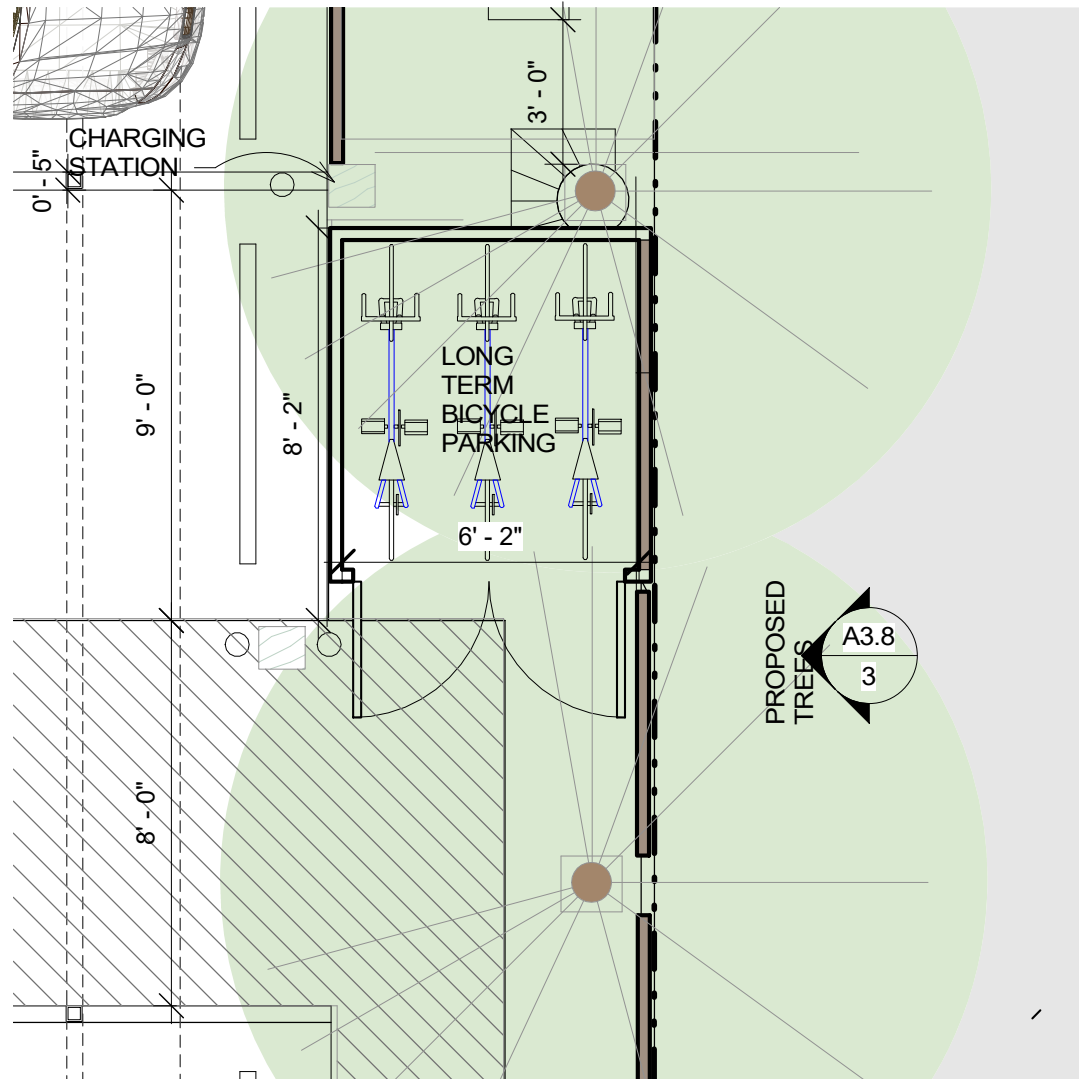 3' - 0"
CHARGING
STATION
0' - 5"
9' - 0"
8' - 2"
LONG
TERM
BICYCLE
PARKING
6' - 2"
PROPOSED
TREES
A3.8
3
8' - 0"